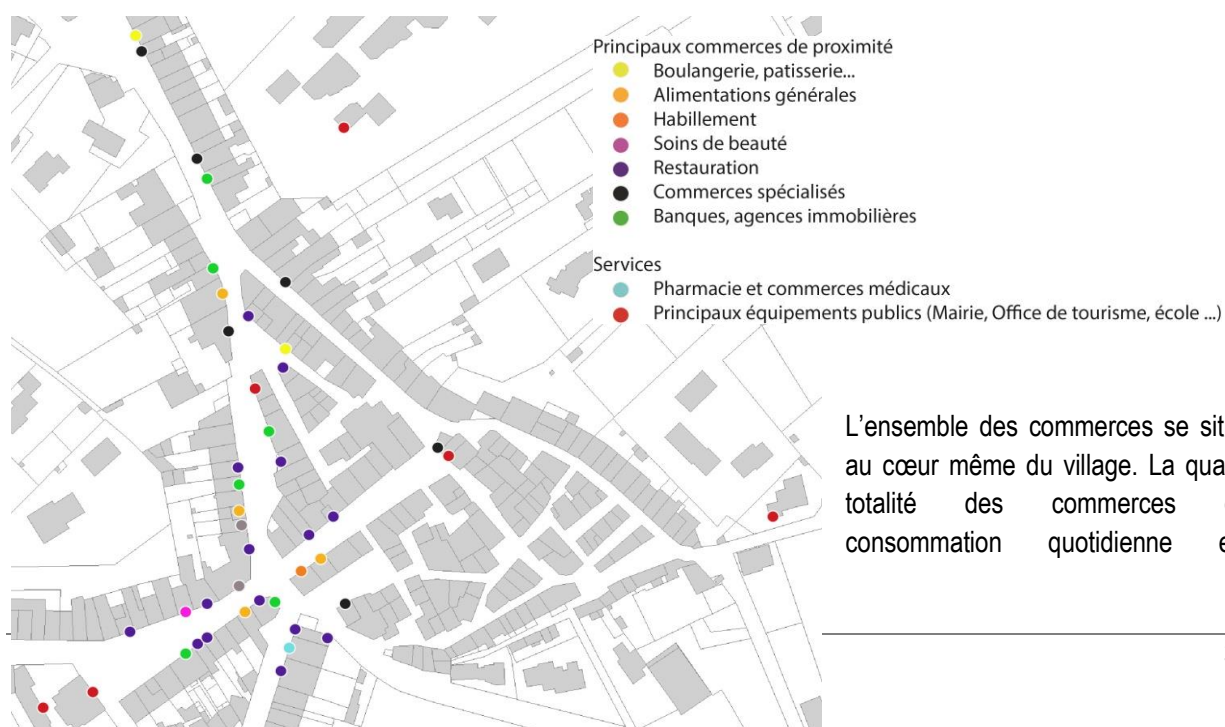 Principaux commerces de proximité
Boulangerie, patisserie...
Alimentations générales
Habillement
Soins de beauté
Restauration
Commerces spécialisés
Banques, agences immobilières
Services
Pharmacie et commerces médicaux
Principaux équipements publics (Mairie, Office de tourisme, école ...)
L'ensemble des commerces se sit
au cœur même du village. La qua
totalité des commerces
consommation quotidienne e